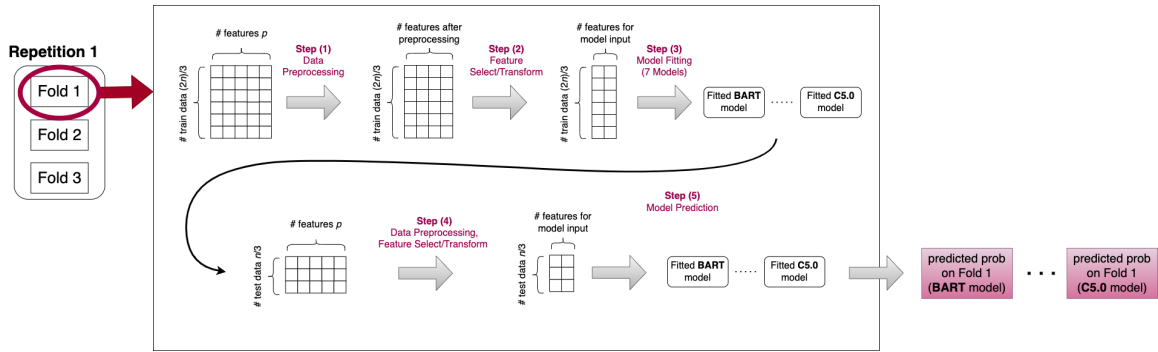 Repetition 1
Fold 1
Fold 2
Fold 3
# features p
# train data (2n)/3
Step (1)
Data
Preprocessing
# features after
preprocessing
# train data (2n)/3
Step (2)
Feature
Select/Transform
# features for
model input
# train data (2n)/3
Step (3)
Model Fitting
(7 Models)
Fitted BART
model
.....
Fitted C5.0
model
# features p
# test data n/3
Step (4)
Data Preprocessing,
Feature Select/Transform
# features for
model input
# test data n/3
Step (5)
Model Prediction
Fitted BART
model
......
Fitted C5.0
model
predicted prob
on Fold 1
(BART model)
...
predicted prob
on Fold 1
(C5.0 model)